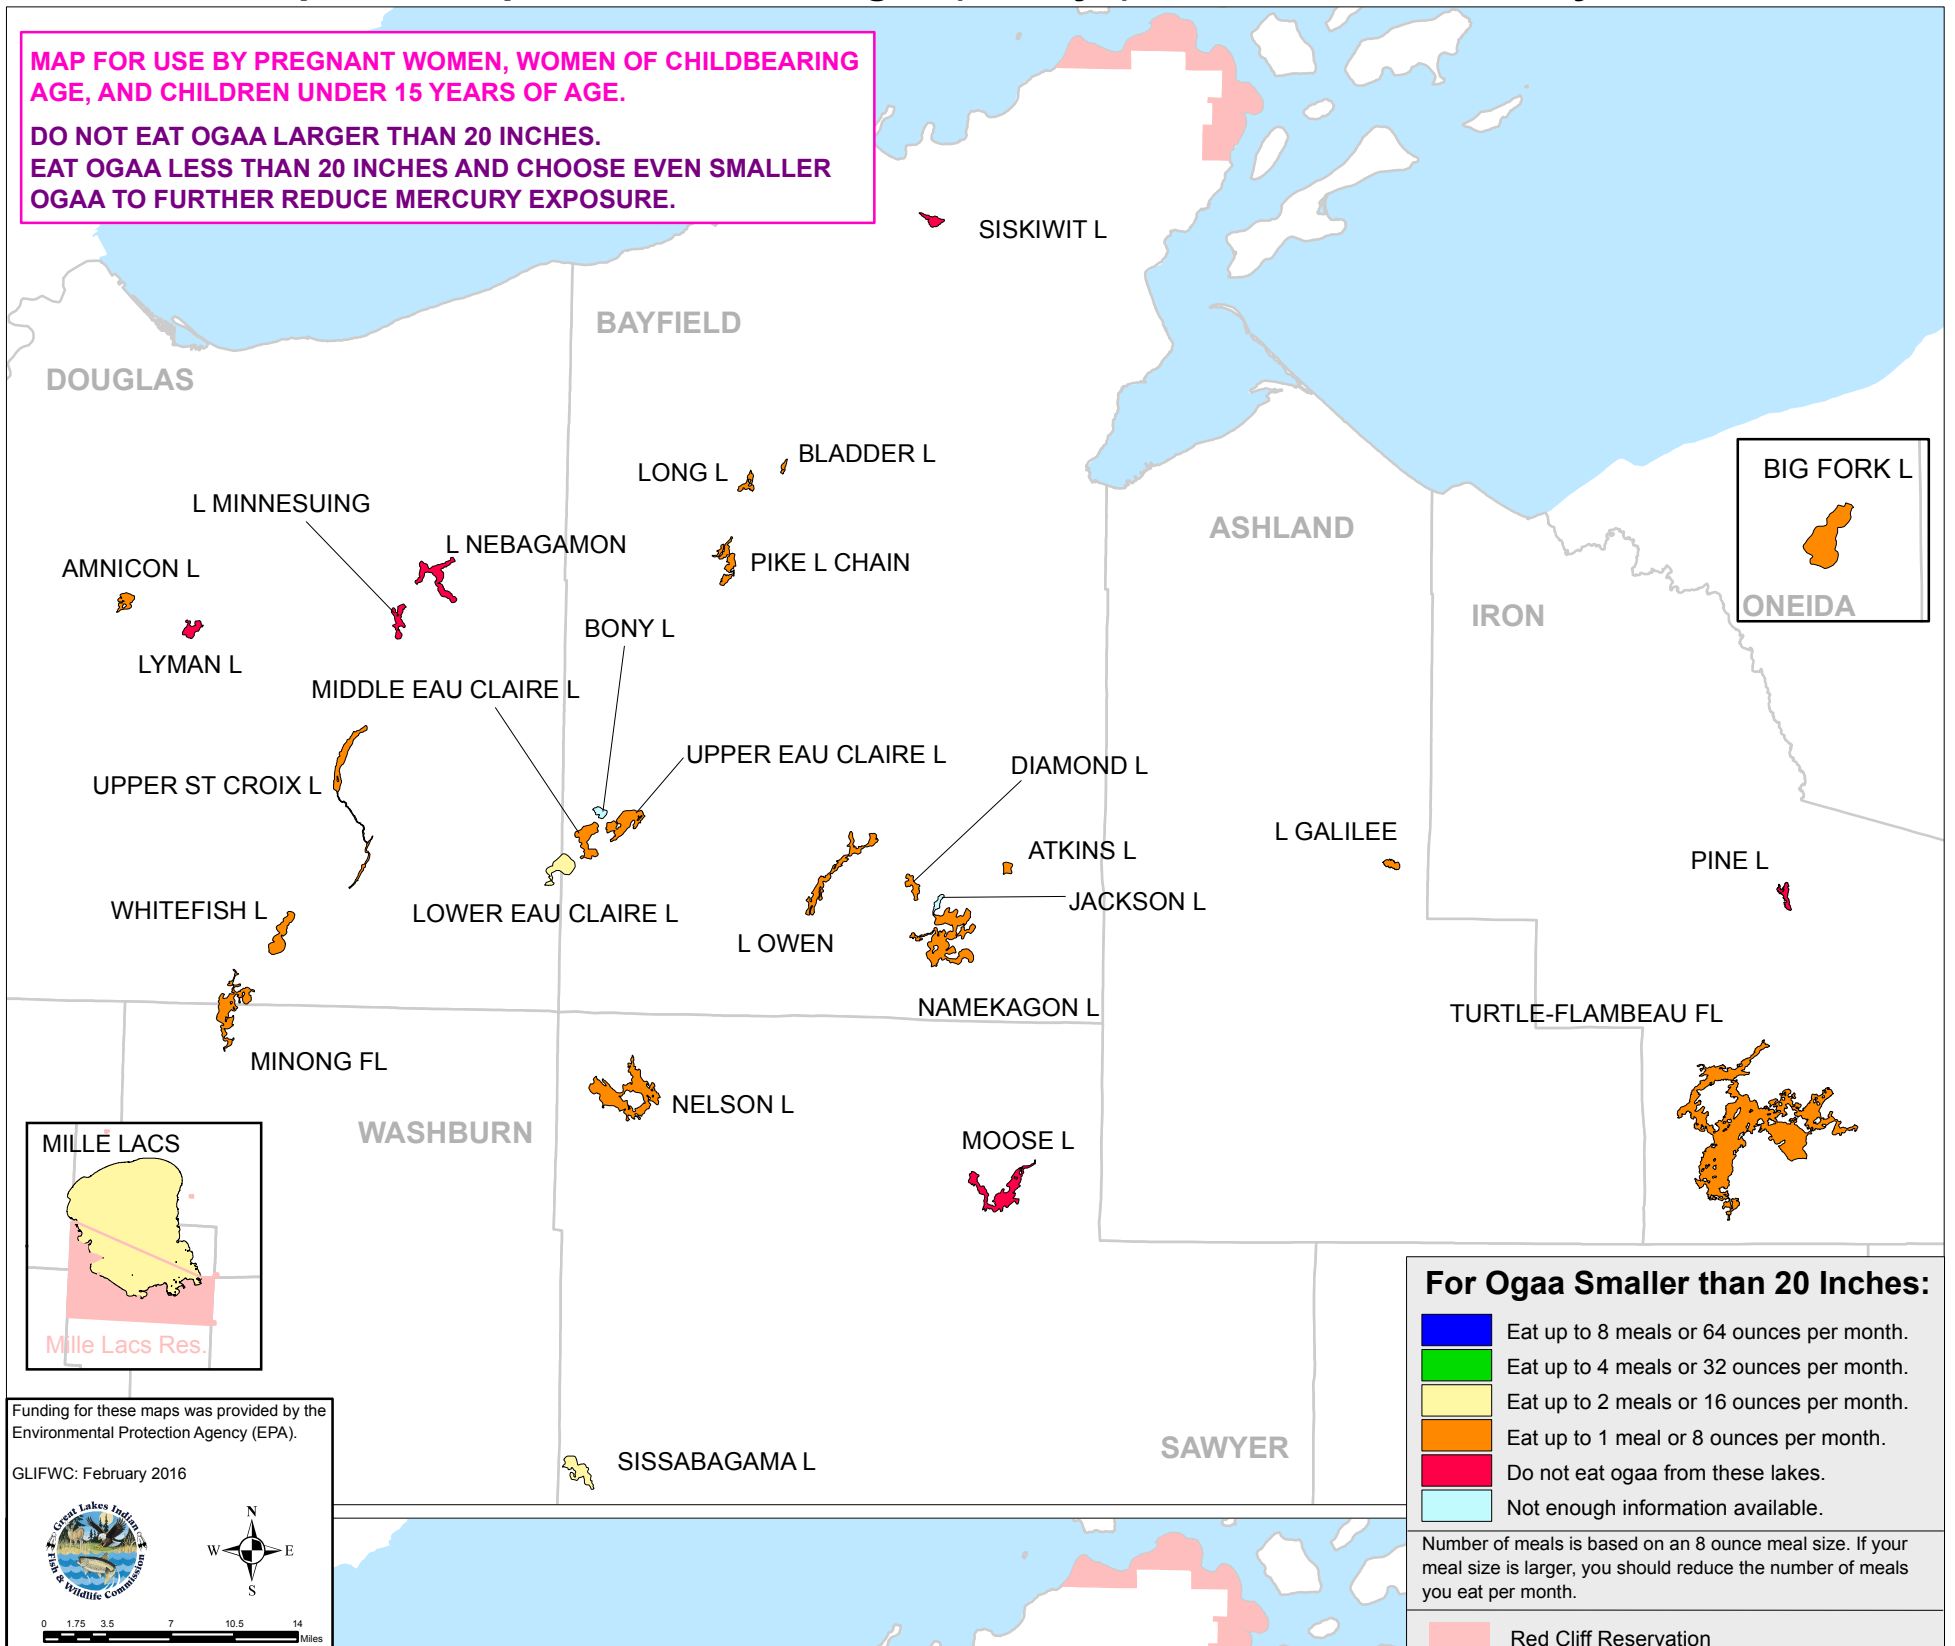 MAP FOR USE BY PREGNANT WOMEN, WOMEN OF CHILDBEARING
AGE, AND CHILDREN UNDER 15 YEARS OF AGE.
DO NOT EAT OGAA LARGER THAN 20 INCHES.
EAT OGAA LESS THAN 20 INCHES AND CHOOSE EVEN SMALLER
OGAA TO FURTHER REDUCE MERCURY EXPOSURE.
SISKIWIT L
BAYFIELD
DOUGLAS
BLADDER L
LONG L
BIG FORK L
L MINNESUING
ASHLAND
L NEBAGAMON
PIKE L CHAIN
AMNICON L
ONEIDA
IRON
BONY L
LYMAN L
MIDDLE EAU CLAIRE L
UPPER EAU CLAIRE L
DIAMOND L
UPPER ST CROIX L
L GALILEE
ATKINS L
PINE L
JACKSON L
WHITEFISH L
LOWER EAU CLAIRE L
L OWEN
NAMEKAGON L
TURTLE-FLAMBEAU FL
MINONG FL
NELSON L
WASHBURN
MOOSE L
MILLE LACS
Mille Lacs Res.
SISSABAGAMA L
SAWYER
For Ogaa Smaller than 20 Inches:
Eat up to 8 meals or 64 ounces per month.
Eat up to 4 meals or 32 ounces per month.
Eat up to 2 meals or 16 ounces per month.
Eat up to 1 meal or 8 ounces per month.
Do not eat ogaa from these lakes.
Not enough information available.
Number of meals is based on an 8 ounce meal size. If your
meal size is larger, you should reduce the number of meals
you eat per month.
Red Cliff Reservation
Funding for these maps was provided by the
Environmental Protection Agency (EPA).
GLIFWC: February 2016
Great Lakes Indian
Fish & Wildlife Commission
N
W E
S
0 1.75 3.5 7 10.5 14
Miles